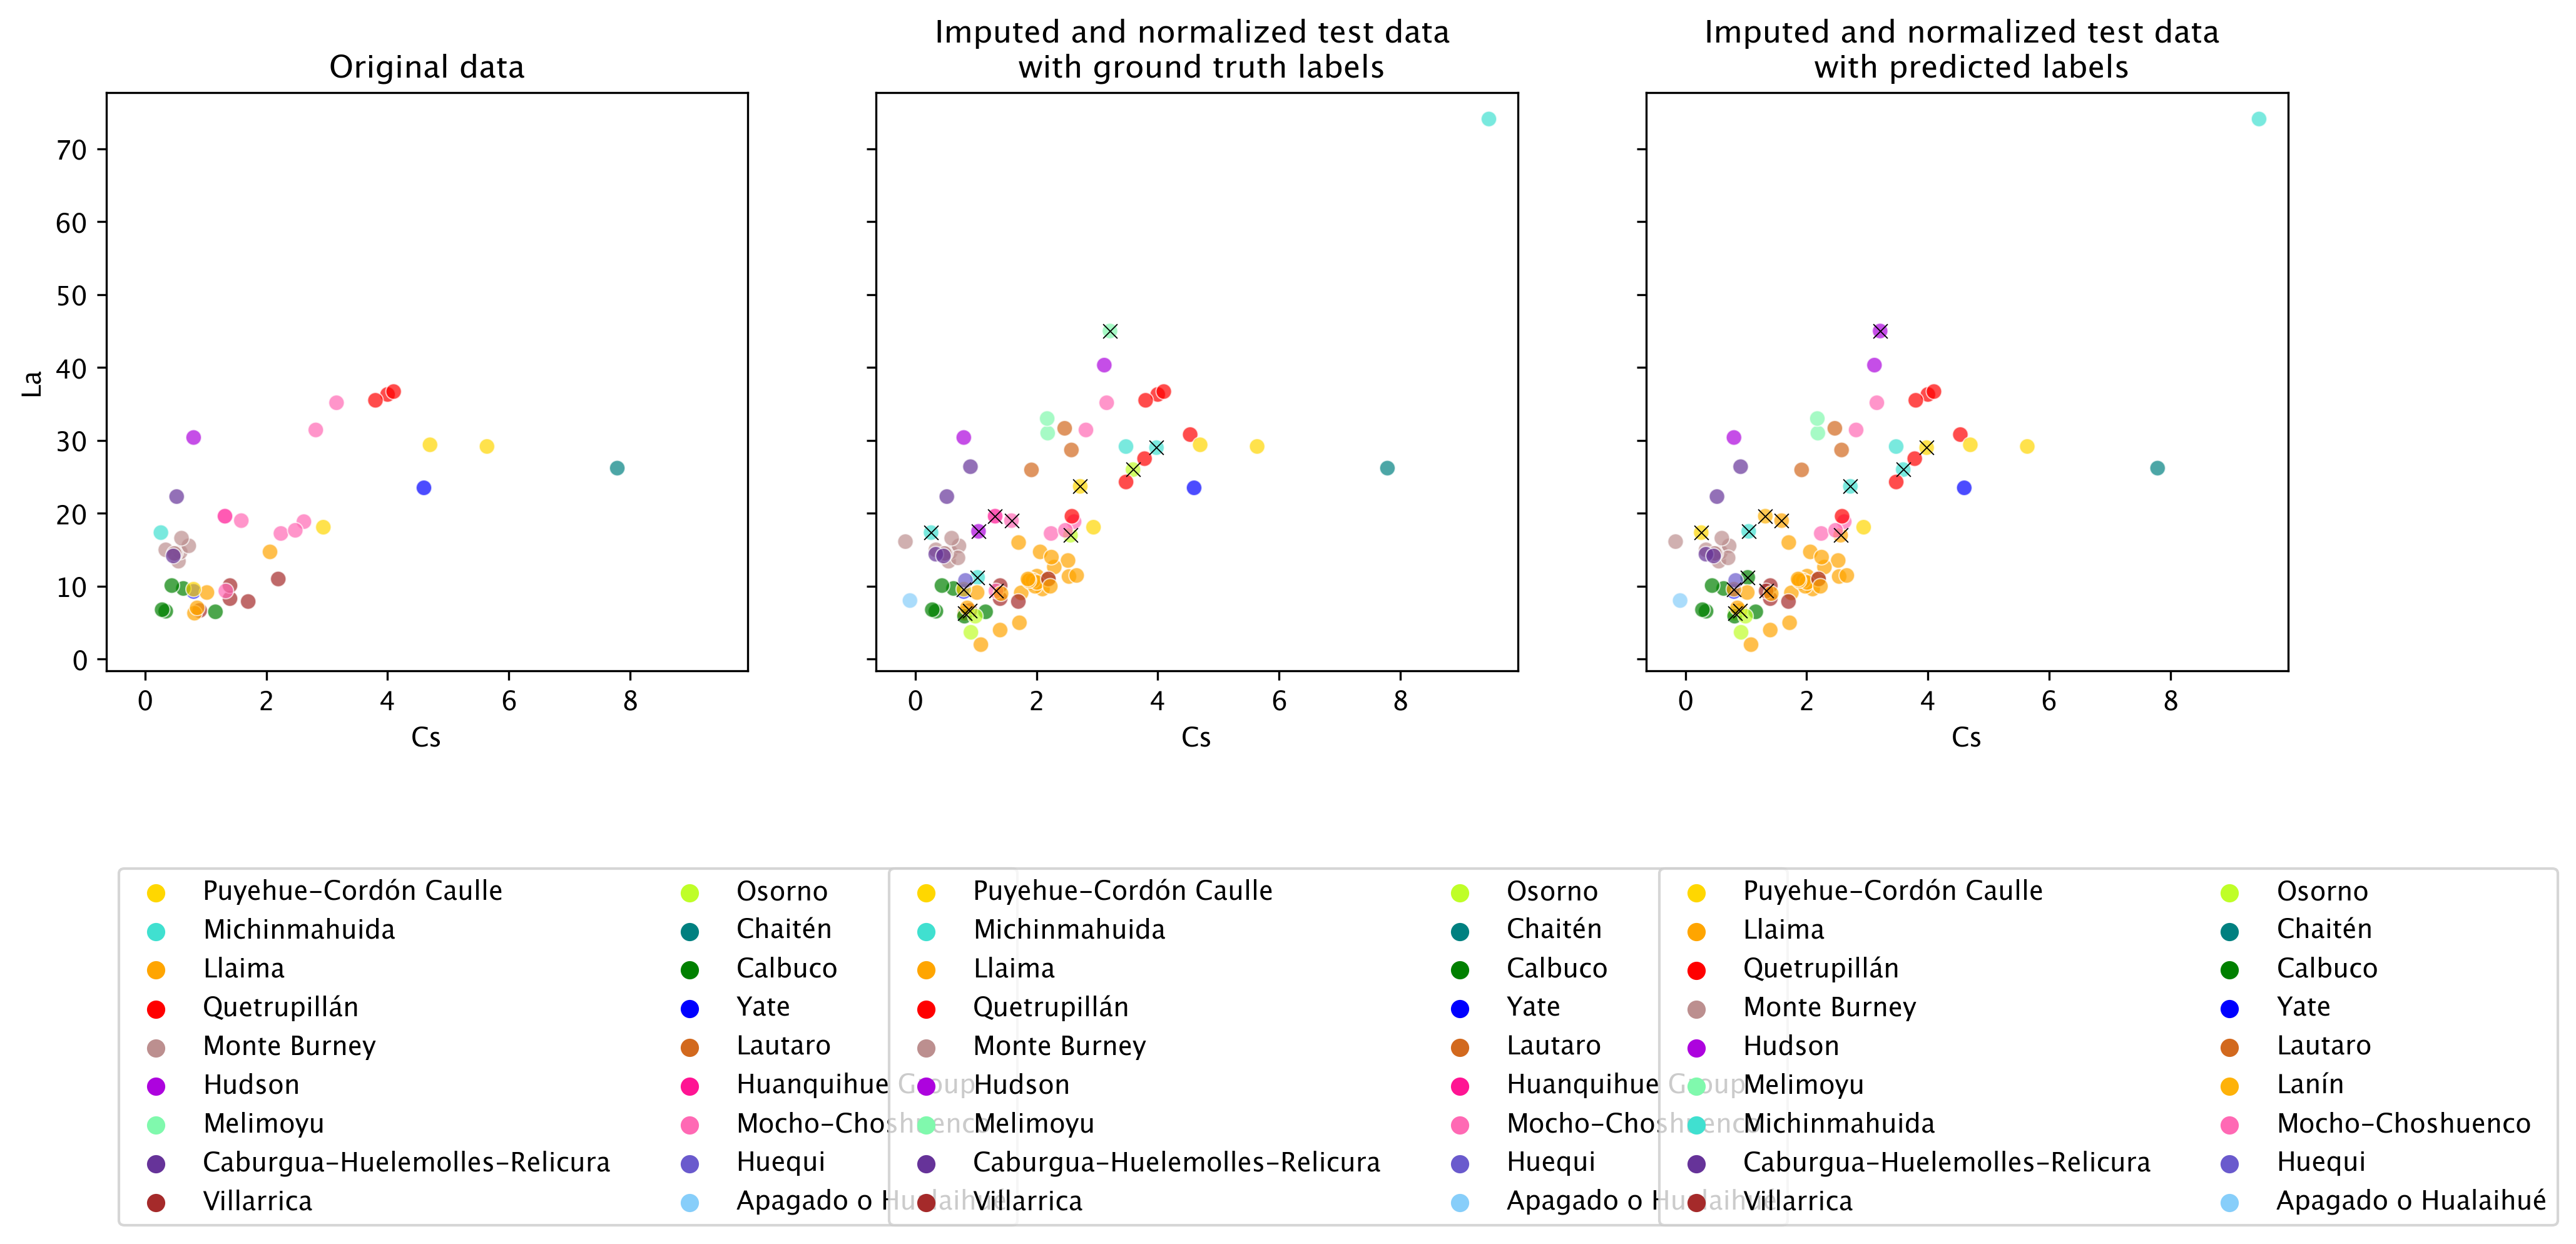 Original data
Imputed and normalized test data
with ground truth labels
Imputed and normalized test data
with predicted labels
La
70
60
50
40
30
20
10
0
0 2 4 6 8
Cs
0 2 4 6 8
Cs
0 2 4 6 8
Cs
Puyehue-Cordón Caulle
Michinmahuida
Llaima
Quetrupillán
Monte Burney
Hudson
Melimoyu
Caburgua-Huelemolles-Relicura
Villarrica
Osorno
Chaitén
Calbuco
Yate
Lautaro
Huanquihue Group
Mocho-Choshuenco
Huequi
Apagado o Hualaihué
Puyehue-Cordón Caulle
Michinmahuida
Llaima
Quetrupillán
Monte Burney
Hudson
Melimoyu
Caburgua-Huelemolles-Relicura
Villarrica
Osorno
Chaitén
Calbuco
Yate
Lautaro
Huanquihue Group
Mocho-Choshuenco
Huequi
Apagado o Hualaihué
Puyehue-Cordón Caulle
Llaima
Quetrupillán
Monte Burney
Hudson
Melimoyu
Michinmahuida
Caburgua-Huelemolles-Relicura
Villarrica
Osorno
Chaitén
Calbuco
Yate
Lautaro
Lanín
Mocho-Choshuenco
Huequi
Apagado o Hualaihué